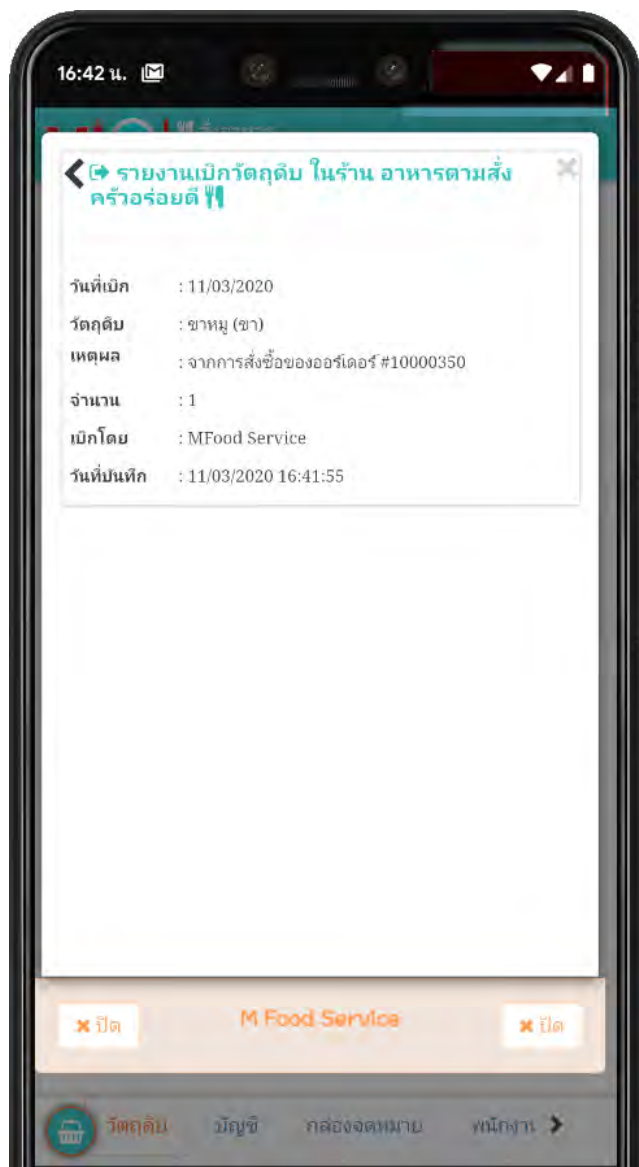 16:42 น.
รายงานเบิกวัตถุดิบ ในร้าน อาหารตามสั่ง
ครัวอร่อยดี
วันที่เบิก : 11/03/2020
วัตถุดิบ : ขาหมู (ขา)
เหตุผล : จากการสั่งซื้อของออร์เดอร์ #10000350
จำนวน : 1
เบิกโดย : MFood Service
วันที่บันทึก : 11/03/2020 16:41:55
ปิด M Food Service ปิด
วัตถุดิบ บัญชี กล่องจดหมาย พนักงาน